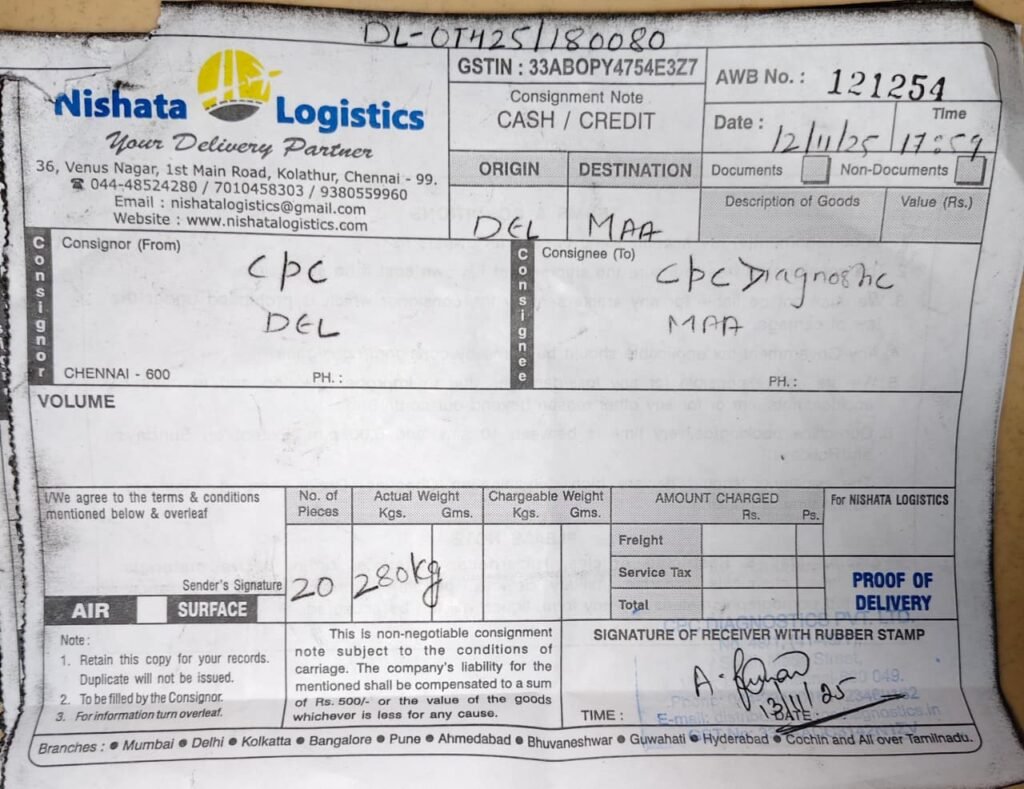 DL-OT425/180080
Nishata Logistics
Your Delivery Partner
36, Venus Nagar, 1st Main Road, Kolathur, Chennai - 99.
☎ 044-48524280 / 7010458303 / 9380559960
Email : nishatalogistics@gmail.com
Website : www.nishatalogistics.com
GSTIN : 33ABOPY4754E3Z7
Consignment Note
CASH / CREDIT
AWB No. : 121254
Date : 12/11/25 Time 17:59
ORIGIN DESTINATION
DEL MAA
Documents Non-Documents
Description of Goods Value (Rs.)
Consignor
Consignor (From)
CPC
DEL
CHENNAI - 600 PH. :
Consignee
Consignee (To)
CPC Diagnostic
MAA
PH. :
VOLUME
I/We agree to the terms & conditions
mentioned below & overleaf
Sender's Signature
AIR SURFACE
No. of Pieces
20
Actual Weight
Kgs. Gms.
280kg
Chargeable Weight
Kgs. Gms.
AMOUNT CHARGED
Rs. Ps.
Freight
Service Tax
Total
For NISHATA LOGISTICS
PROOF OF
DELIVERY
Note :
1. Retain this copy for your records.
Duplicate will not be issued.
2. To be filled by the Consignor.
3. For information turn overleaf.
This is non-negotiable consignment
note subject to the conditions of
carriage. The company's liability for the
mentioned shall be compensated to a sum
of Rs. 500/- or the value of the goods
whichever is less for any cause.
CPC DIAGNOSTICS PVT. LTD.
SIGNATURE OF RECEIVER WITH RUBBER STAMP
Street,
049.
E-mail:
13/11/25
TIME : DATE :
Branches : ● Mumbai ● Delhi ● Kolkatta ● Bangalore ● Pune ● Ahmedabad ● Bhuvaneshwar ● Guwahati ● Hyderabad ● Cochin and All over Tamilnadu.